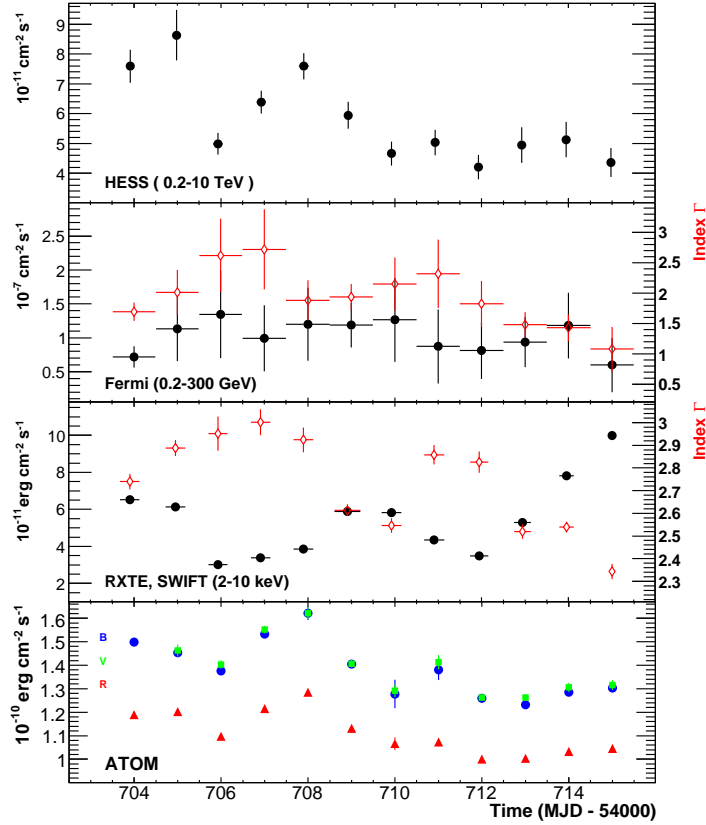 9
8
7
6
5
4
10⁻¹¹ cm⁻² s⁻¹
HESS ( 0.2-10 TeV )
2.5
2
1.5
1
0.5
10⁻⁷ cm⁻² s⁻¹
3
2.5
2
1.5
1
0.5
Index Γ
Fermi (0.2-300 GeV)
10
8
6
4
2
10⁻¹¹ erg cm⁻² s⁻¹
3
2.9
2.8
2.7
2.6
2.5
2.4
2.3
Index Γ
RXTE, SWIFT (2-10 keV)
1.6
1.5
1.4
1.3
1.2
1.1
1
10⁻¹⁰ erg cm⁻² s⁻¹
B
V
R
ATOM
704 706 708 710 712 714
Time (MJD - 54000)